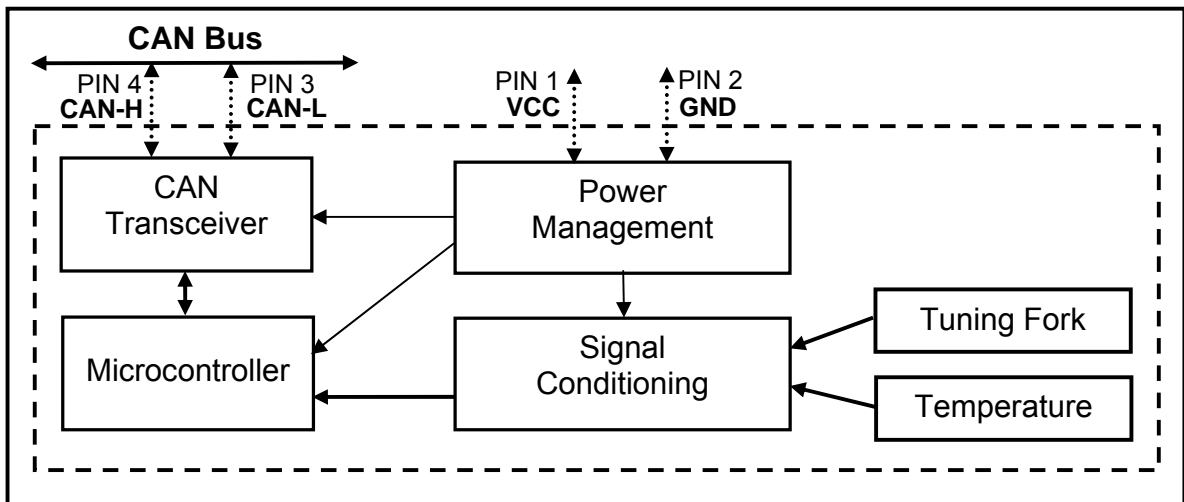 CAN Bus
PIN 4
CAN-H
PIN 3
CAN-L
PIN 1
VCC
PIN 2
GND
CAN
Transceiver
Power
Management
Microcontroller
Signal
Conditioning
Tuning Fork
Temperature